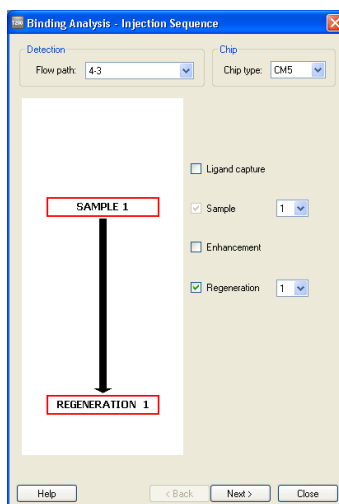 Binding Analysis - Injection Sequence
Detection
Flow path: 4-3
Chip
Chip type: CM5
SAMPLE 1
REGENERATION 1
Ligand capture
Sample 1
Enhancement
Regeneration 1
Help
< Back
Next >
Close